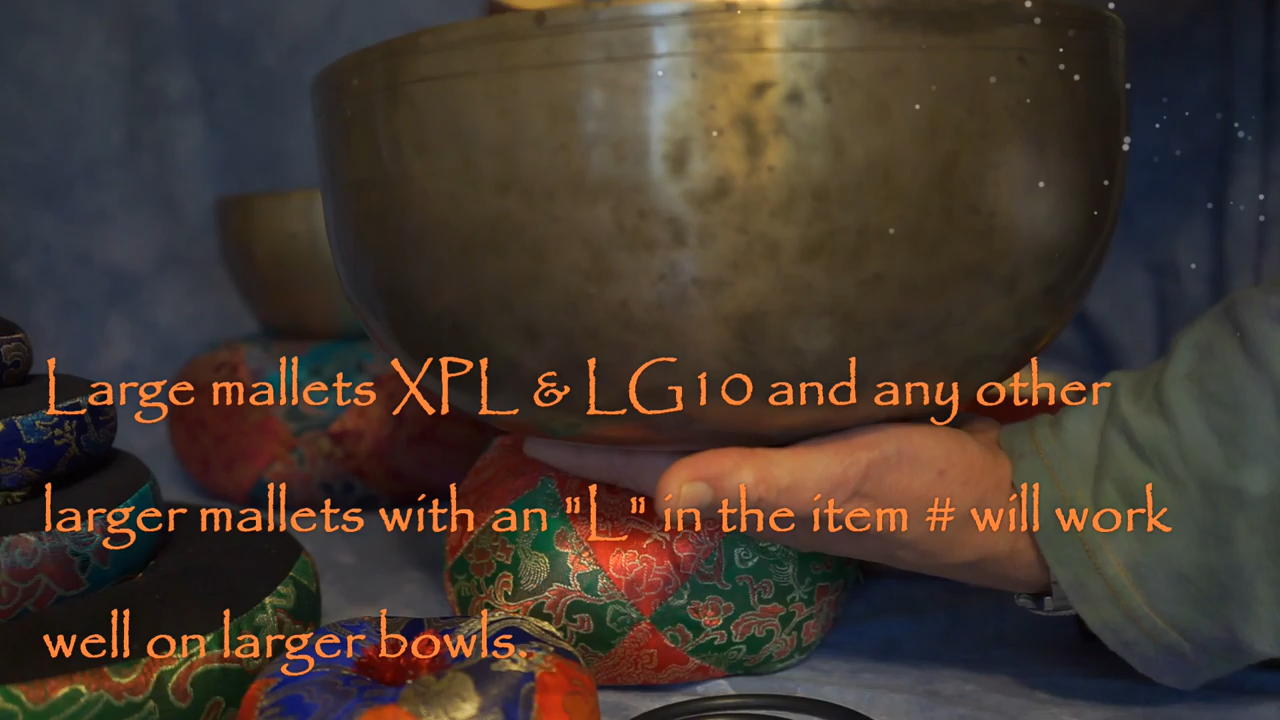 Large mallets XPL & LG10 and any other
larger mallets with an "L" in the item # will work
well on larger bowls.